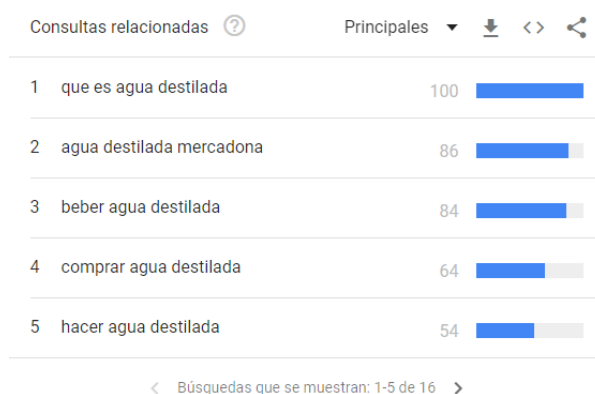 Consultas relacionadas ? Principales
1 que es agua destilada 100
2 agua destilada mercadona 86
3 beber agua destilada 84
4 comprar agua destilada 64
5 hacer agua destilada 54
Búsquedas que se muestran: 1-5 de 16